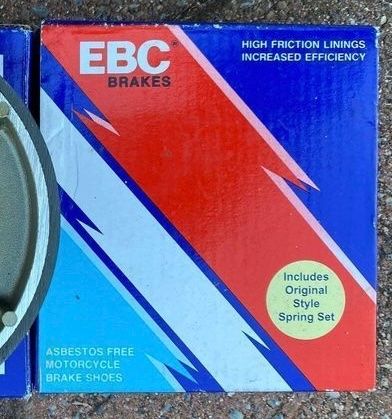 EBC®
BRAKES
HIGH FRICTION LININGS
INCREASED EFFICIENCY
Includes
Original
Style
Spring Set
ASBESTOS FREE
MOTORCYCLE
BRAKE SHOES